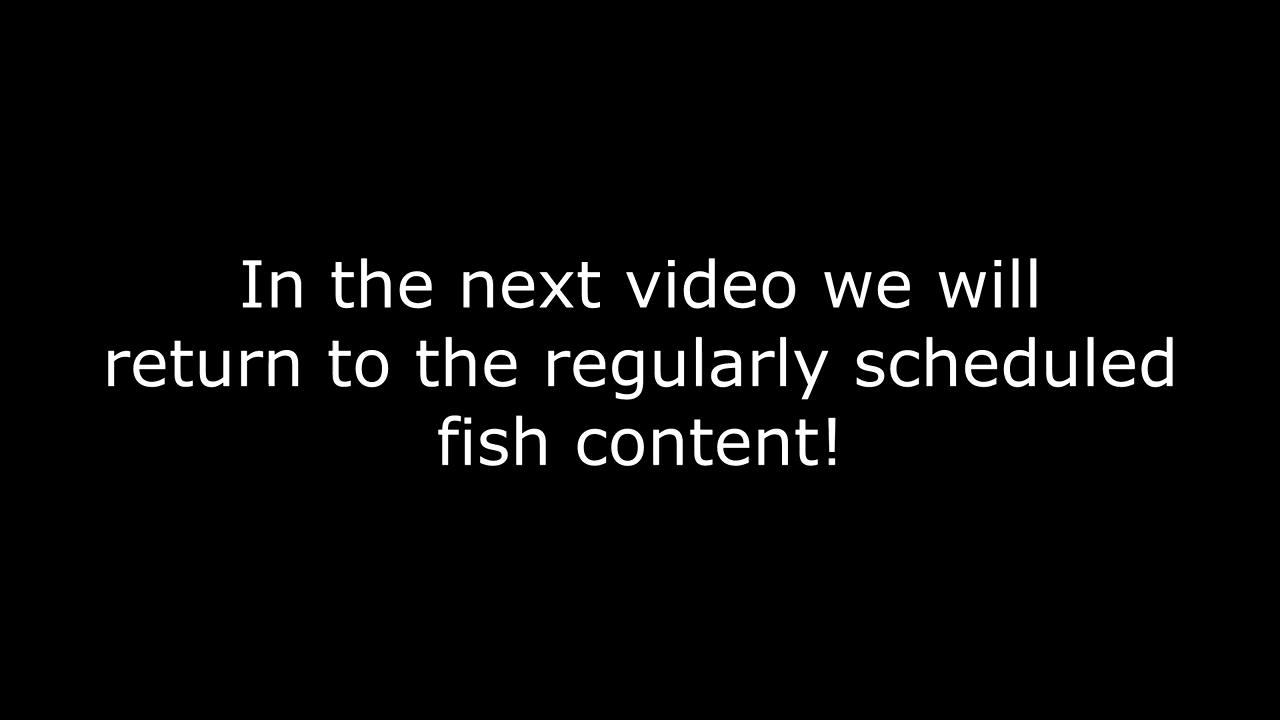 In the next video we will
return to the regularly scheduled
fish content!